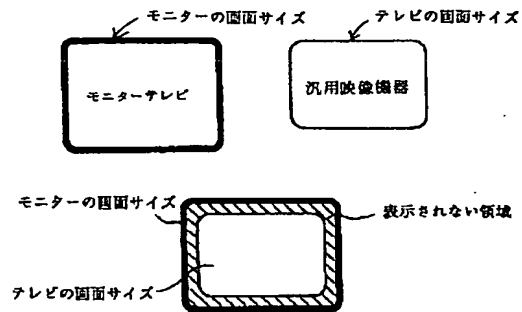 モニターの画面サイズ
テレビの画面サイズ
モニターテレビ
汎用映像機器
モニターの画面サイズ
表示されない領域
テレビの画面サイズ